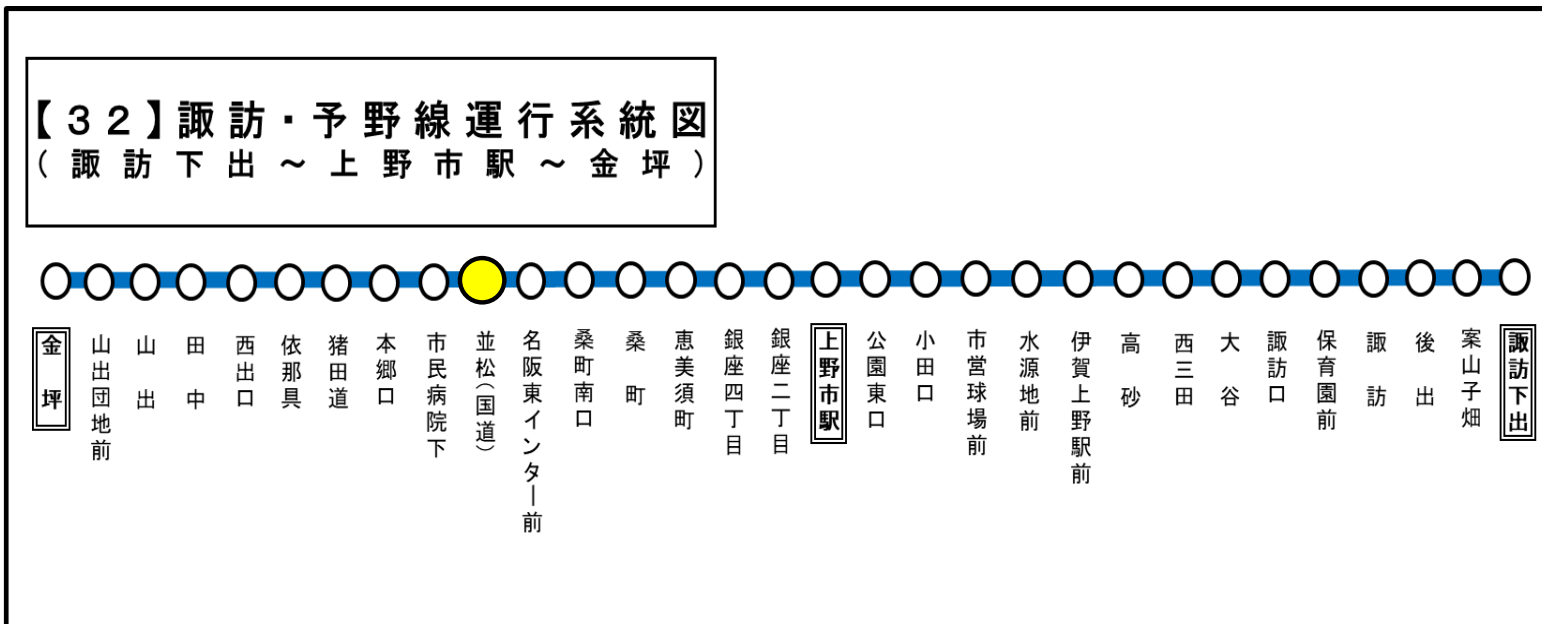 【32】諏訪・予野線運行系統図
（諏訪下出～上野市駅～金坪）
金坪
山出団地前
山出
田中
西出口
依那具
猪田道
本郷口
市民病院下
並松（国道）
名阪東インター前
桑町南口
桑町
恵美須町
銀座四丁目
銀座二丁目
上野市駅
公園東口
小田口
市営球場前
水源地前
伊賀上野駅前
高砂
西三田
大谷
諏訪口
保育園前
諏訪
後出
案山子畑
諏訪下出